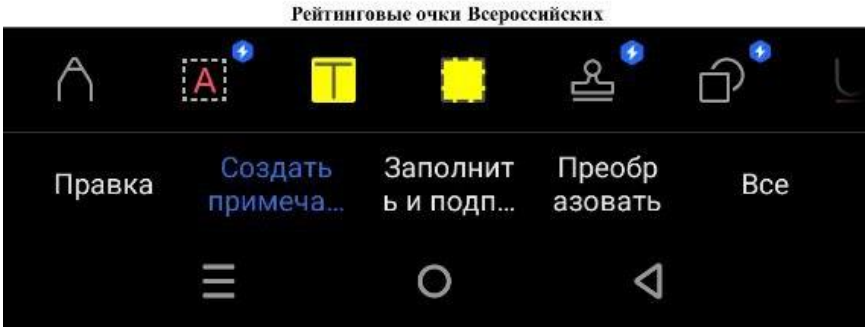 Рейтинговые очки Всероссийских
A T
Правка
Создать
примеча...
Заполнит
ь и подп...
Преобр
азовать
Все